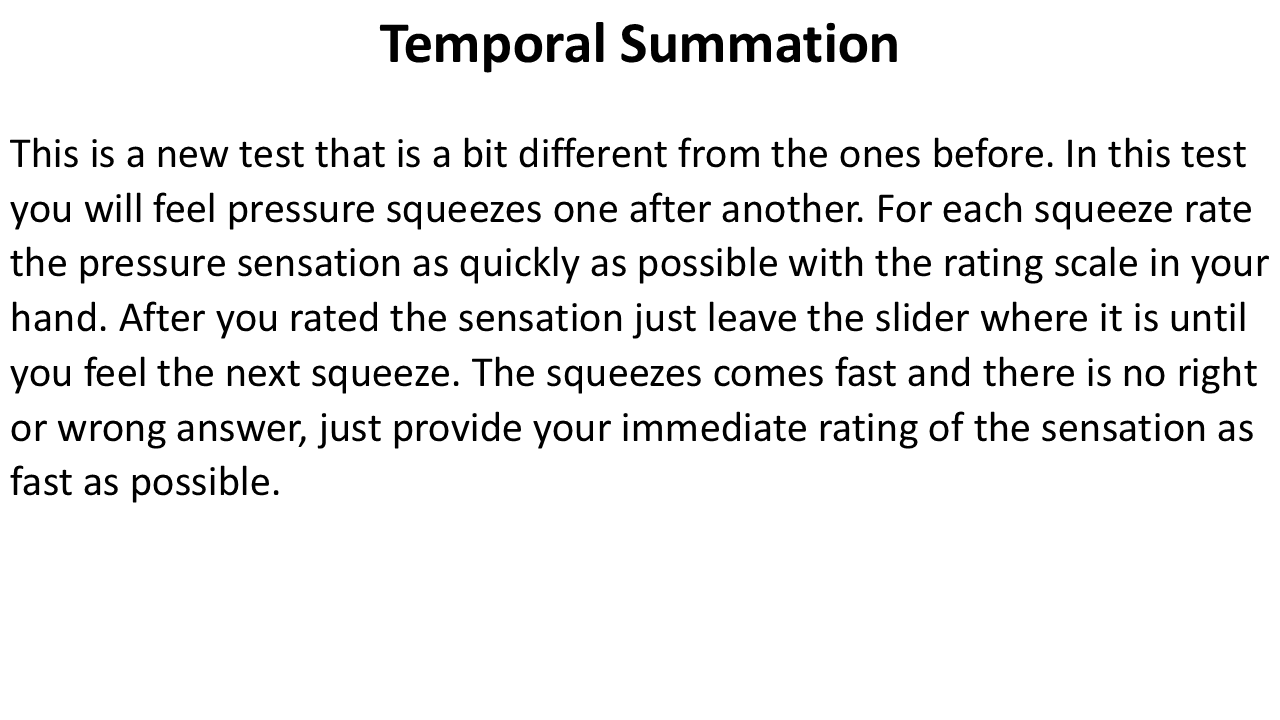 Temporal Summation
This is a new test that is a bit different from the ones before. In this test
you will feel pressure squeezes one after another. For each squeeze rate
the pressure sensation as quickly as possible with the rating scale in your
hand. After you rated the sensation just leave the slider where it is until
you feel the next squeeze. The squeezes comes fast and there is no right
or wrong answer, just provide your immediate rating of the sensation as
fast as possible.